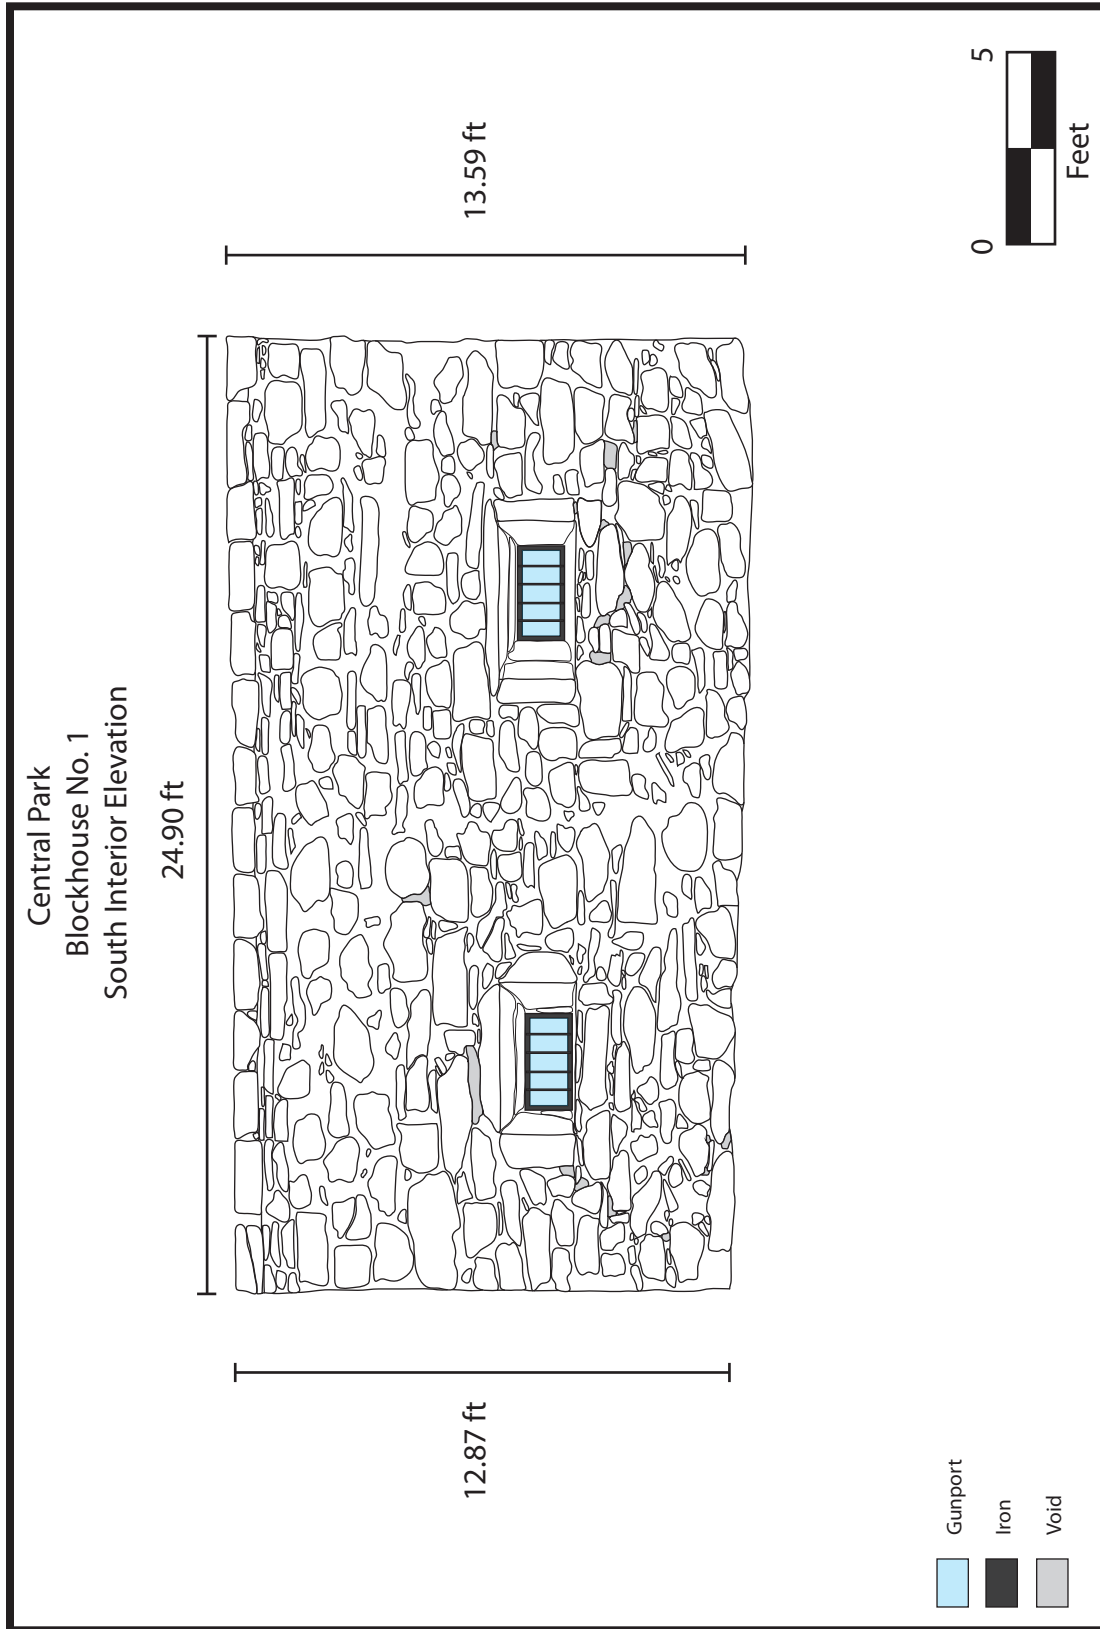 Central Park
Blockhouse No. 1
South Interior Elevation
24.90 ft
12.87 ft
13.59 ft
Gunport
Iron
Void
0 5
Feet